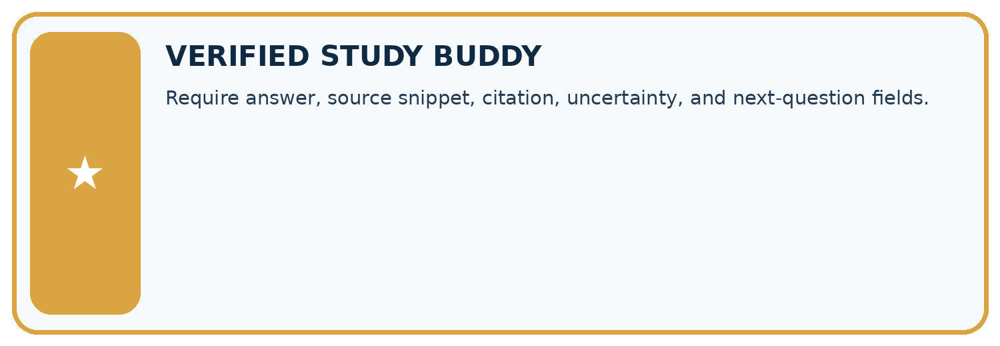 VERIFIED STUDY BUDDY
Require answer, source snippet, citation, uncertainty, and next-question fields.